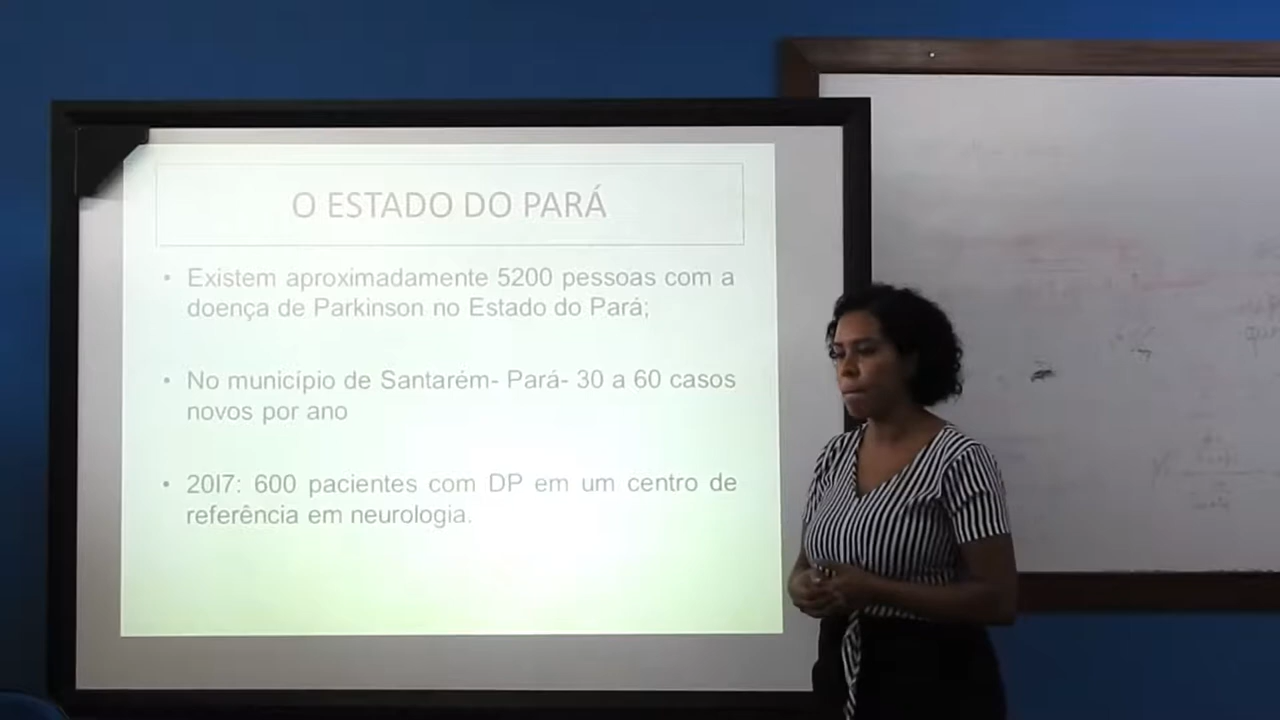 O ESTADO DO PARÁ
• Existem aproximadamente 5200 pessoas com a
doença de Parkinson no Estado do Pará;
• No município de Santarém- Pará- 30 a 60 casos
novos por ano
• 20I7: 600 pacientes com DP em um centro de
referência em neurologia.